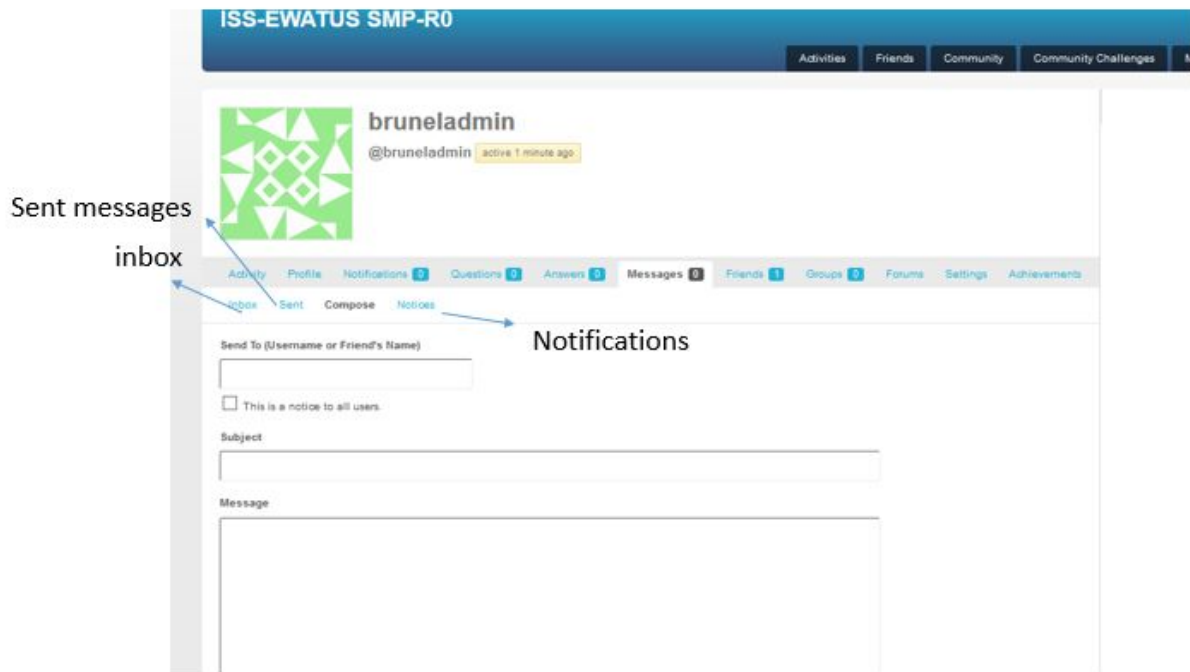 ISS-EWATUS SMP-R0
Activities Friends Community Community Challenges
bruneladmin
@bruneladmin active 1 minute ago
Sent messages
inbox
Activity Profile Notifications 0 Questions 0 Answers 0 Messages 0 Friends 1 Groups 0 Forums Settings Achievements
Inbox Sent Compose Notices
Notifications
Send To (Username or Friend's Name)
This is a notice to all users.
Subject
Message